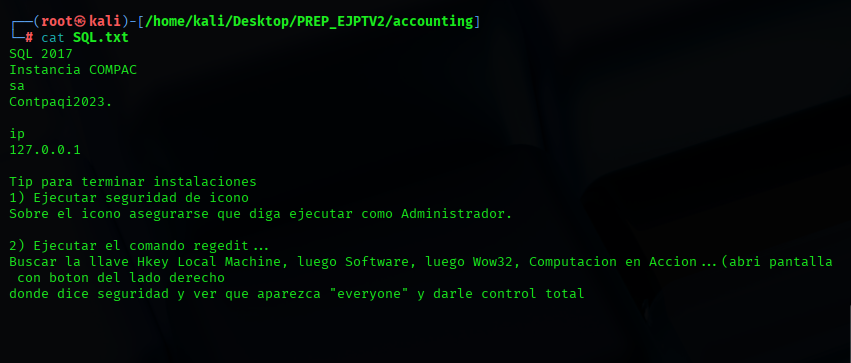 ┌──(root㉿kali)-[/home/kali/Desktop/PREP_EJPTV2/accounting]
└─# cat SQL.txt
SQL 2017
Instancia COMPAC
sa
Contpaqi2023.

ip
127.0.0.1

Tip para terminar instalaciones
1) Ejecutar seguridad de icono
Sobre el icono asegurarse que diga ejecutar como Administrador.

2) Ejecutar el comando regedit...
Buscar la llave Hkey Local Machine, luego Software, luego Wow32, Computacion en Accion...(abri pantalla
 con boton del lado derecho
donde dice seguridad y ver que aparezca "everyone" y darle control total